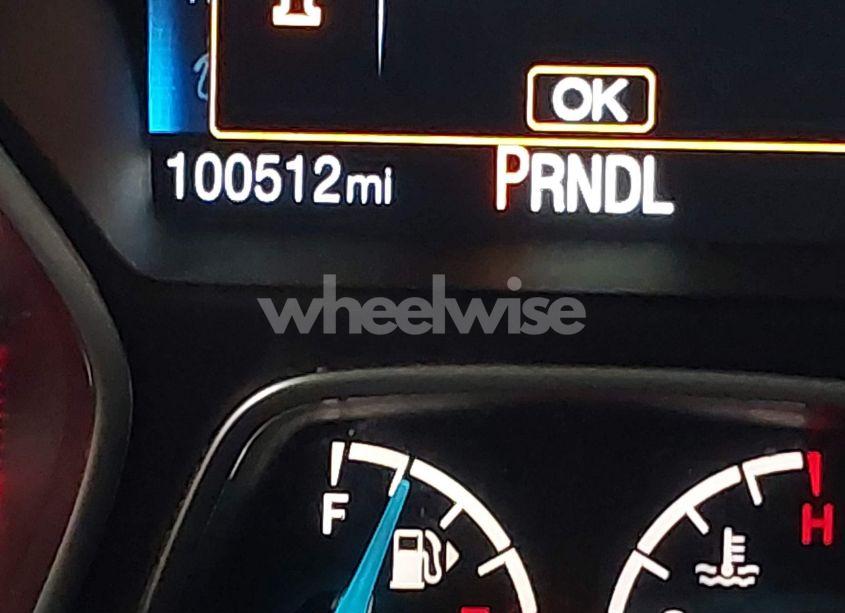 OK
100512mi PRNDL
wheelwise
F H